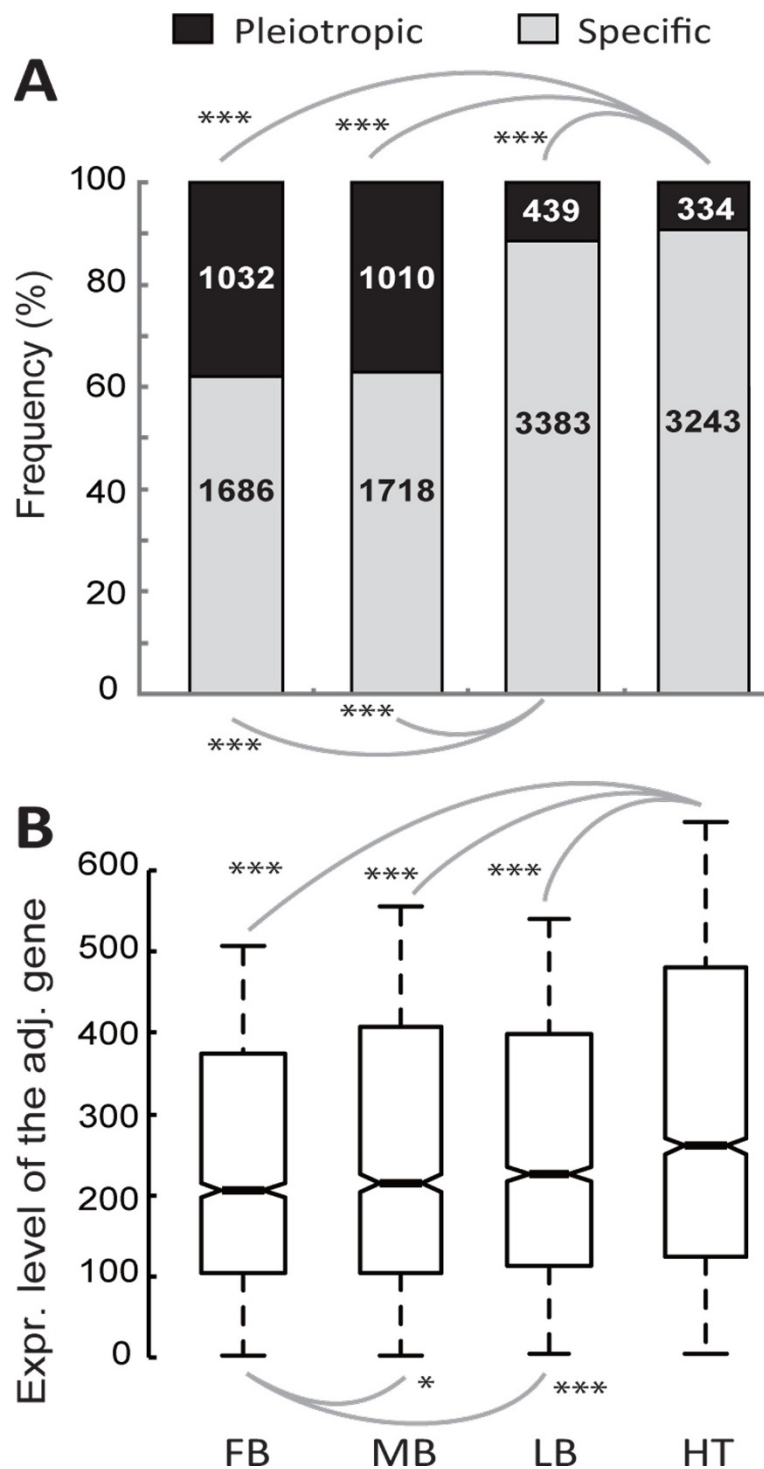 Pleiotropic Specific
A
*** *** ***
Frequency (%)
100
80
60
40
20
0
1032 1010 439 334
1686 1718 3383 3243
*** ***
B
*** *** ***
Expr. level of the adj. gene
600
500
400
300
200
100
0
* ***
FB MB LB HT